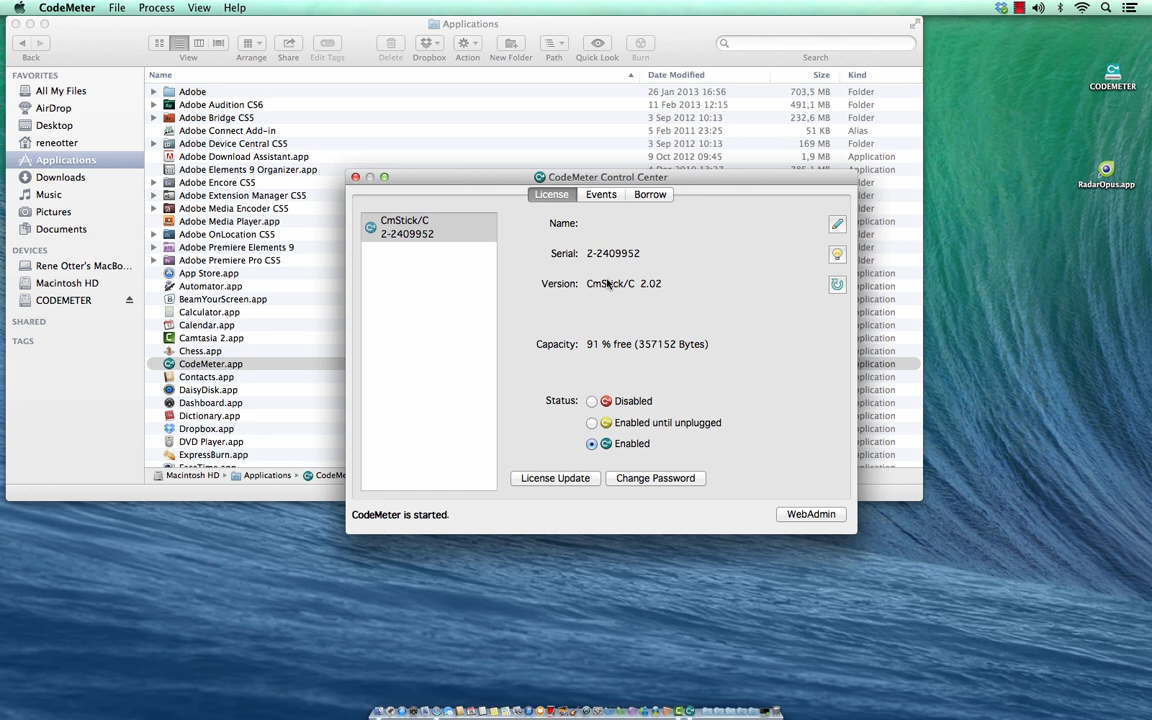 CodeMeter File Process View Help
Applications
Back View Arrange Share Edit Tags Delete Dropbox Action New Folder Path Quick Look Burn Search
FAVORITES
All My Files
AirDrop
Desktop
reneotter
Applications
Downloads
Music
Pictures
Documents
DEVICES
Rene Otter's MacBo...
Macintosh HD
CODEMETER
SHARED
TAGS
Name Date Modified Size Kind
Adobe 26 Jan 2013 16:56 703,5 MB Folder
Adobe Audition CS6 11 Feb 2013 12:15 491,1 MB Folder
Adobe Bridge CS5 3 Sep 2012 10:13 232,6 MB Folder
Adobe Connect Add-in 5 Feb 2011 23:25 51 KB Alias
Adobe Device Central CS5 3 Sep 2012 10:13 169 MB Folder
Adobe Download Assistant.app 9 Oct 2012 09:45 1,9 MB Application
Adobe Elements 9 Organizer.app
Adobe Encore CS5
Adobe Extension Manager CS5
Adobe Media Encoder CS5
Adobe Media Player.app
Adobe OnLocation CS5
Adobe Premiere Elements 9
Adobe Premiere Pro CS5
App Store.app
Automator.app
BeamYourScreen.app
Calculator.app
Calendar.app
Camtasia 2.app
Chess.app
CodeMeter.app
Contacts.app
DaisyDisk.app
Dashboard.app
Dictionary.app
Dropbox.app
DVD Player.app
ExpressBurn.app
Macintosh HD Applications CodeMe
CodeMeter Control Center
License Events Borrow
CmStick/C
2-2409952
Name:
Serial: 2-2409952
Version: CmStick/C 2.02
Capacity: 91 % free (357152 Bytes)
Status: Disabled
Enabled until unplugged
Enabled
License Update Change Password
CodeMeter is started. WebAdmin
CODEMETER
RadarOpus.app